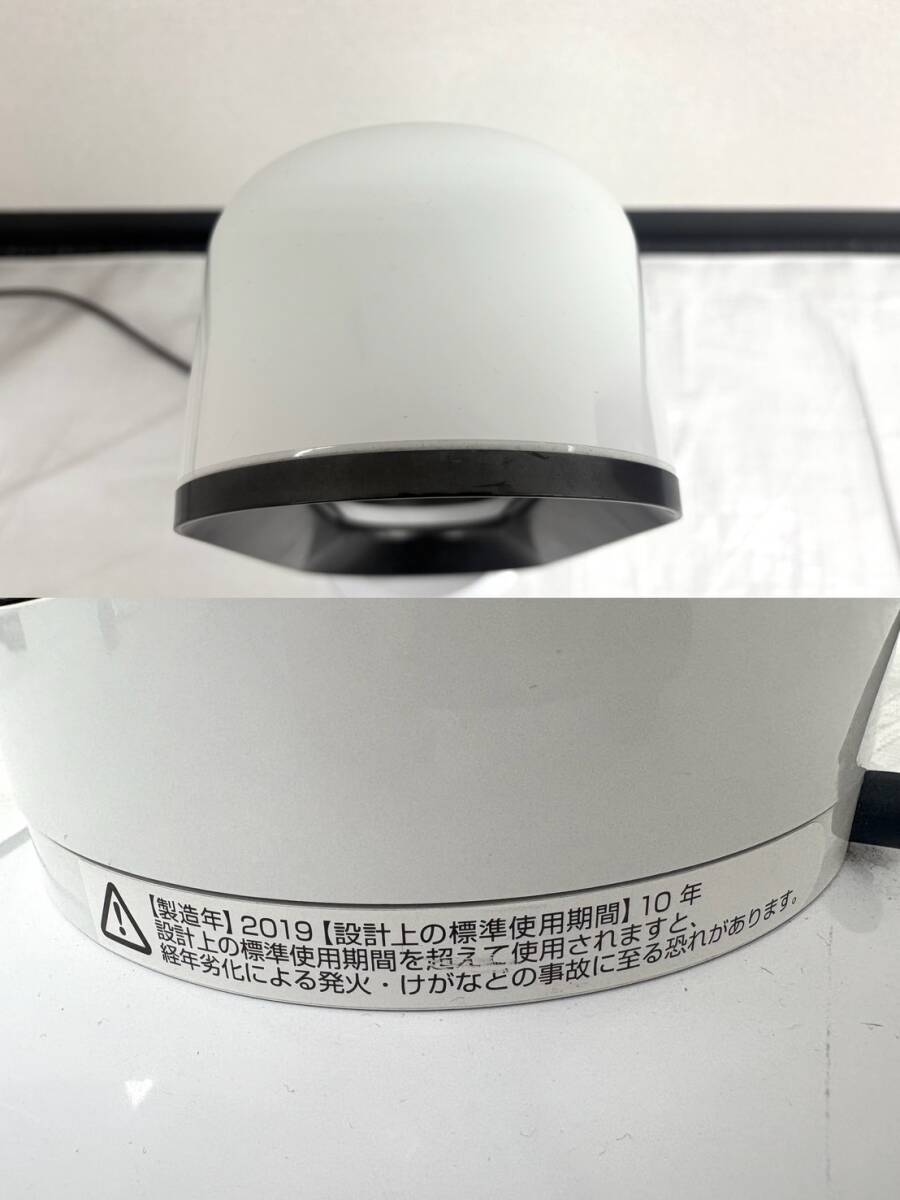 【製造年】2019【設計上の標準使用期間】10 年
設計上の標準使用期間を超えて使用されますと、
経年劣化による発火・けがなどの事故に至る恐れがあります。